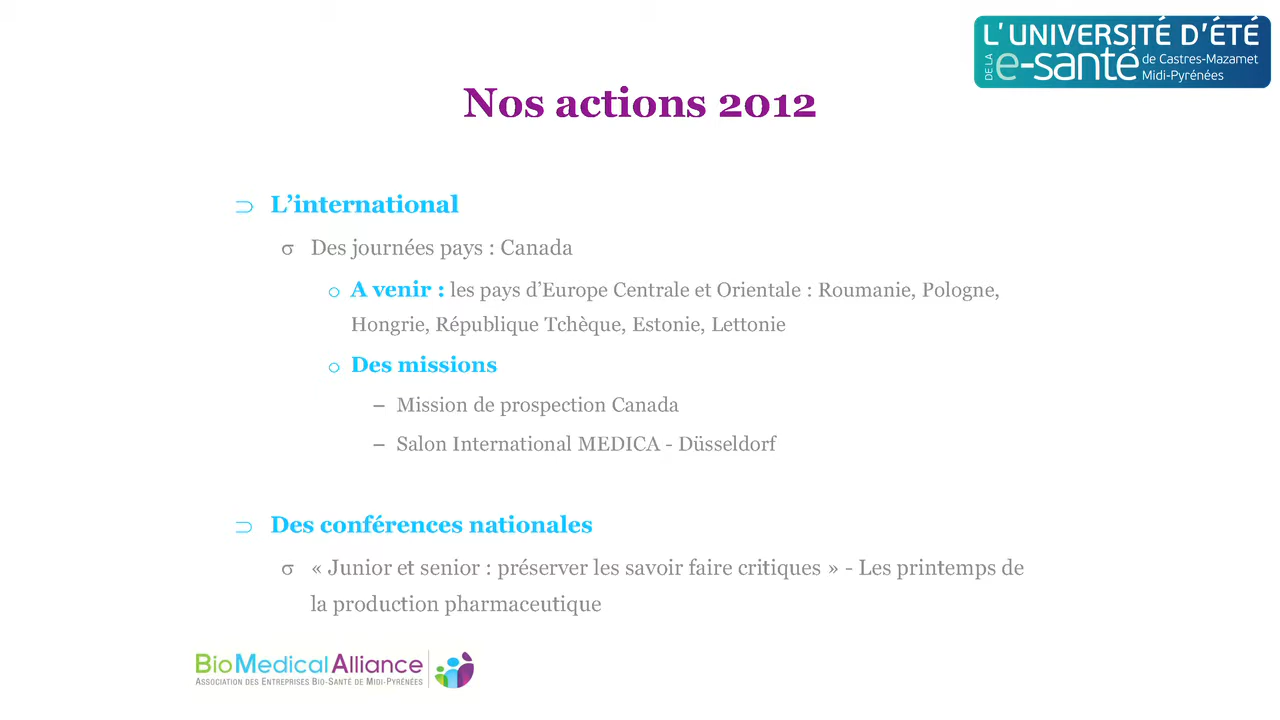 L'UNIVERSITÉ D'ÉTÉ
DE LA e-santé de Castres-Mazamet
Midi-Pyrénées
Nos actions 2012
⊃ L’international
σ Des journées pays : Canada
o A venir : les pays d’Europe Centrale et Orientale : Roumanie, Pologne,
Hongrie, République Tchèque, Estonie, Lettonie
o Des missions
– Mission de prospection Canada
– Salon International MEDICA - Düsseldorf
⊃ Des conférences nationales
σ « Junior et senior : préserver les savoir faire critiques » - Les printemps de
la production pharmaceutique
BioMedicalAlliance
ASSOCIATION DES ENTREPRISES BIO-SANTÉ DE MIDI-PYRÉNÉES